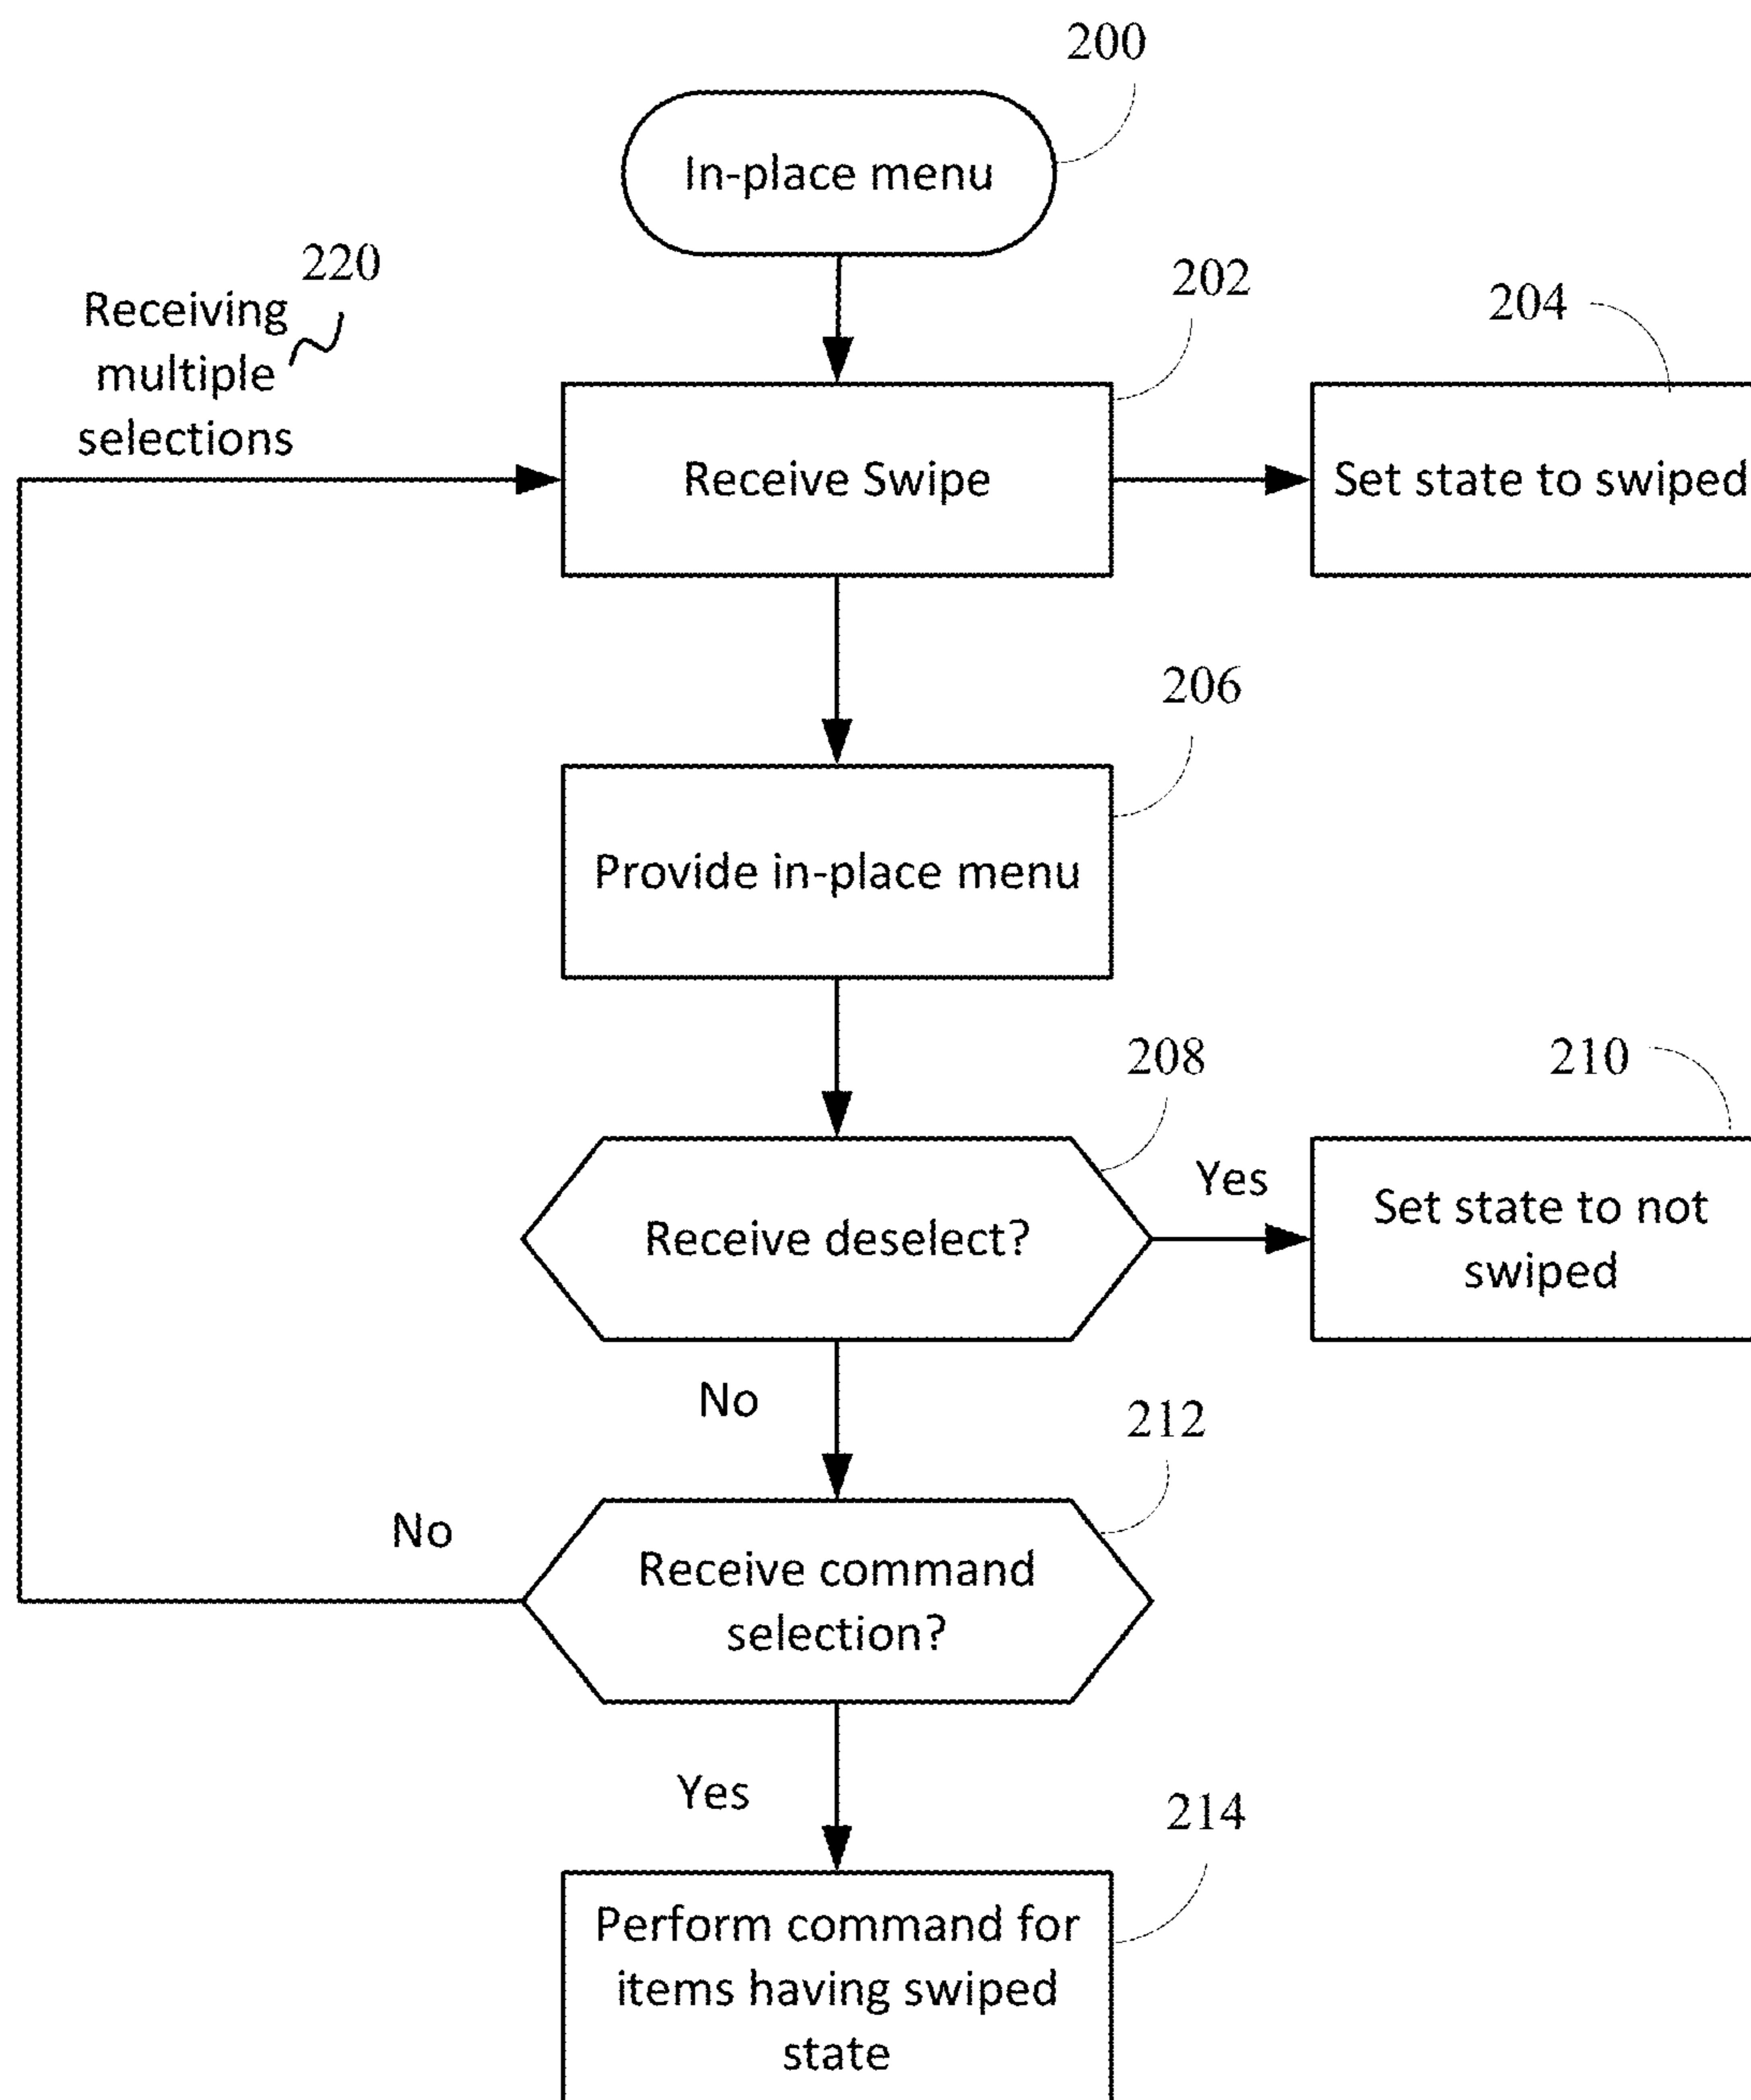 200
In-place menu
220
Receiving
multiple
selections
202
Receive Swipe
204
Set state to swiped
206
Provide in-place menu
208
Receive deselect?
Yes
210
Set state to not
swiped
No
212
Receive command
selection?
No
Yes
214
Perform command for
items having swiped
state